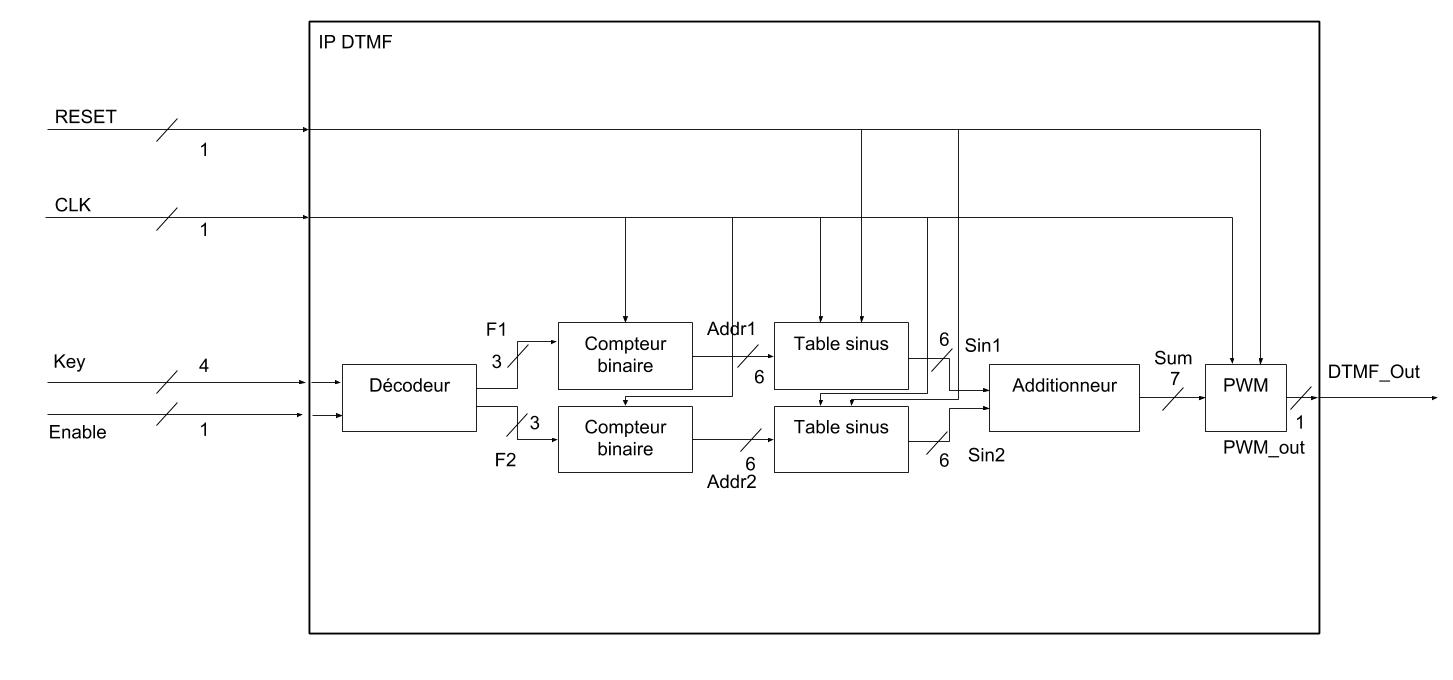 IP DTMF
RESET
1
CLK
1
Key
4
Enable
1
Décodeur
F1
3
3
F2
Compteur
binaire
Compteur
binaire
Addr1
6
6
Addr2
Table sinus
Table sinus
6
Sin1
6
Sin2
Additionneur
Sum
7
PWM
1
PWM_out
DTMF_Out